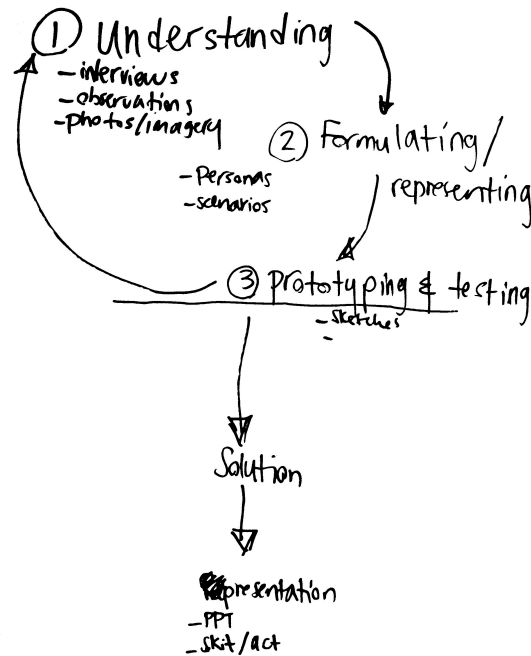 ① Understanding
- interviews
- observations
- photos/imagery
② Formulating/
representing
- Personas
- scenarios
③ prototyping & testing
- sketches
-
Solution
presentation
- PPT
- skit/act